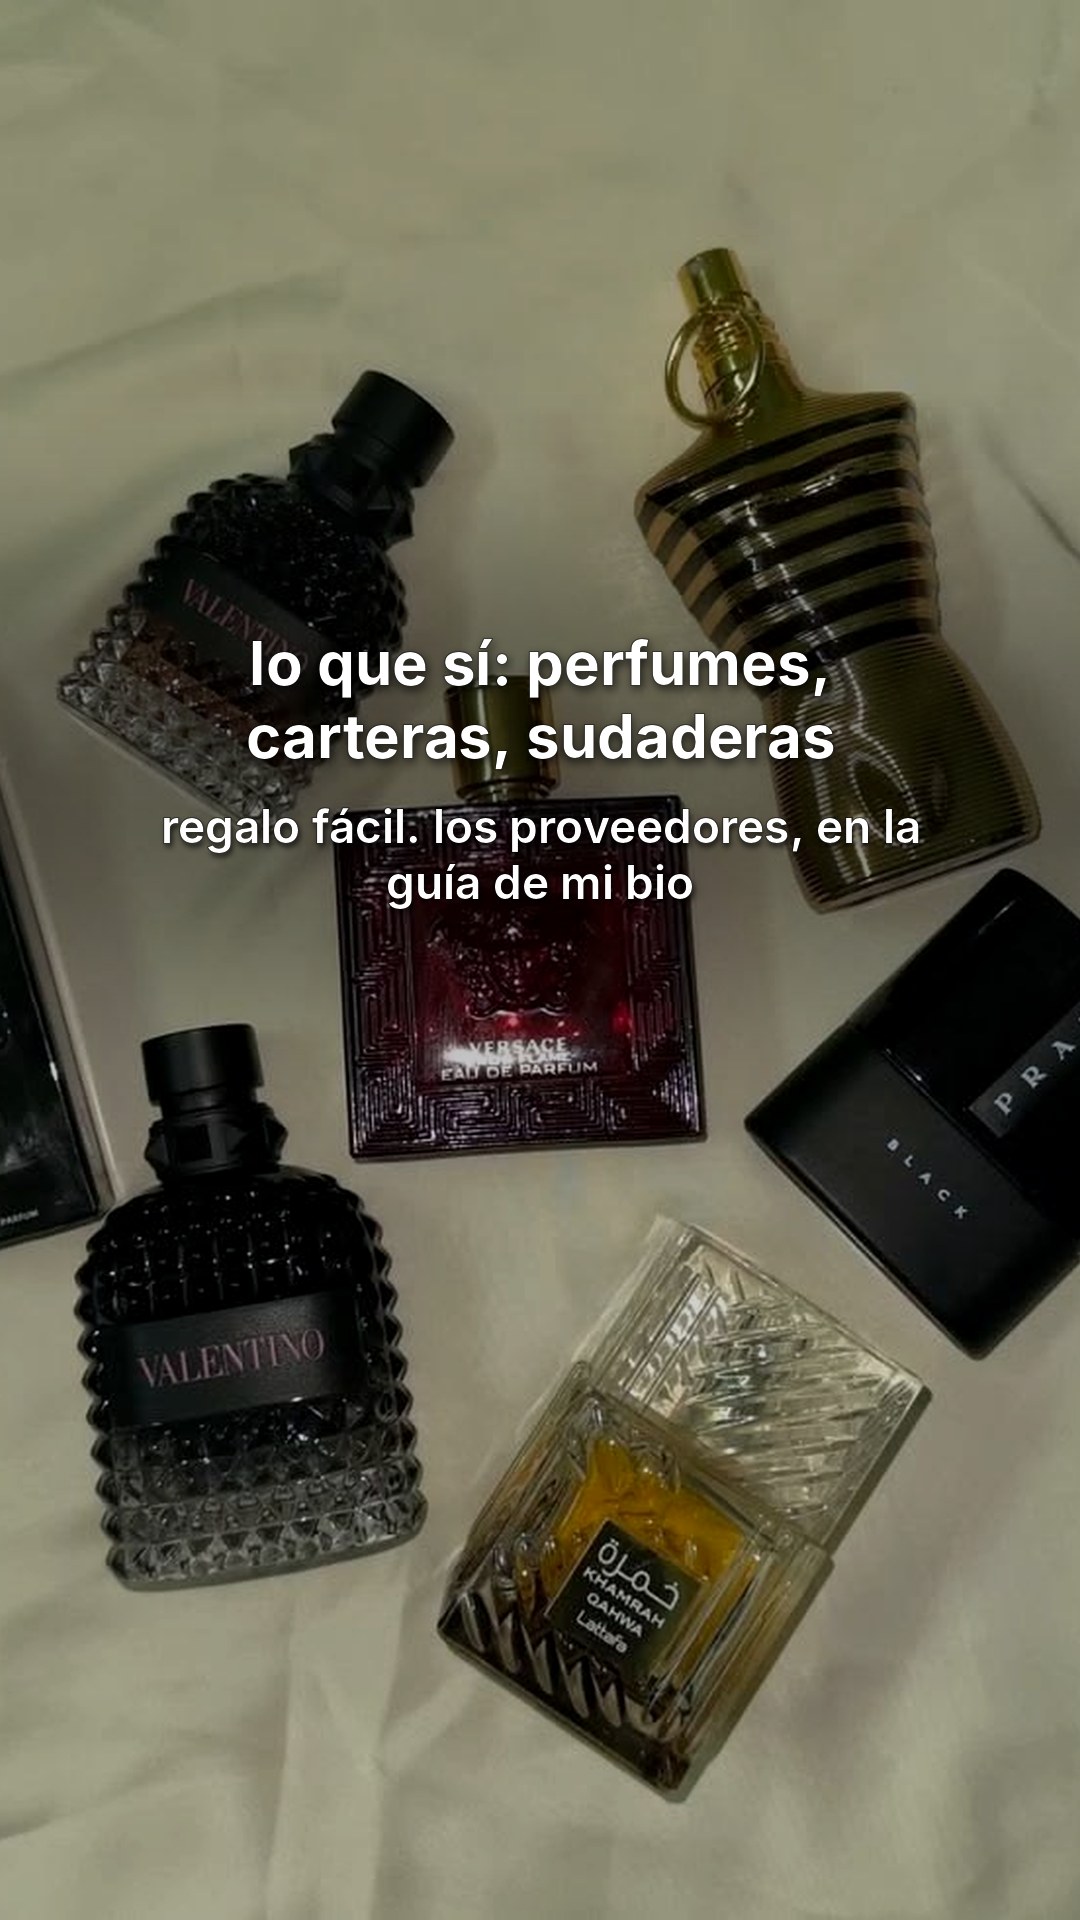 VALENTINO
lo que sí: perfumes,
carteras, sudaderas
regalo fácil. los proveedores, en la
guía de mi bio
VERSACE
EAU DE PARFUM
PRA
BLACK
PARFUM
VALENTINO
خمرة
KHAMRAH
QAHWA
Lattafa